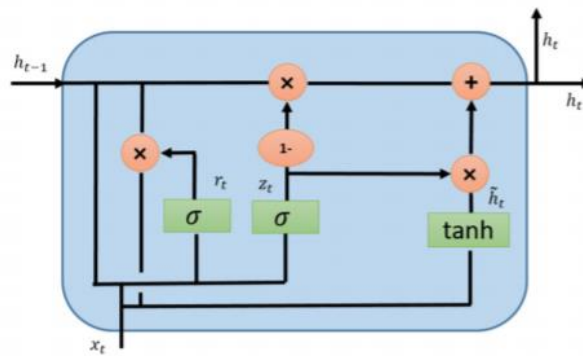 h_t
h_{t-1}
×
+
h_t
×
1-
×
r_t
z_t
h̃_t
σ
σ
tanh
x_t